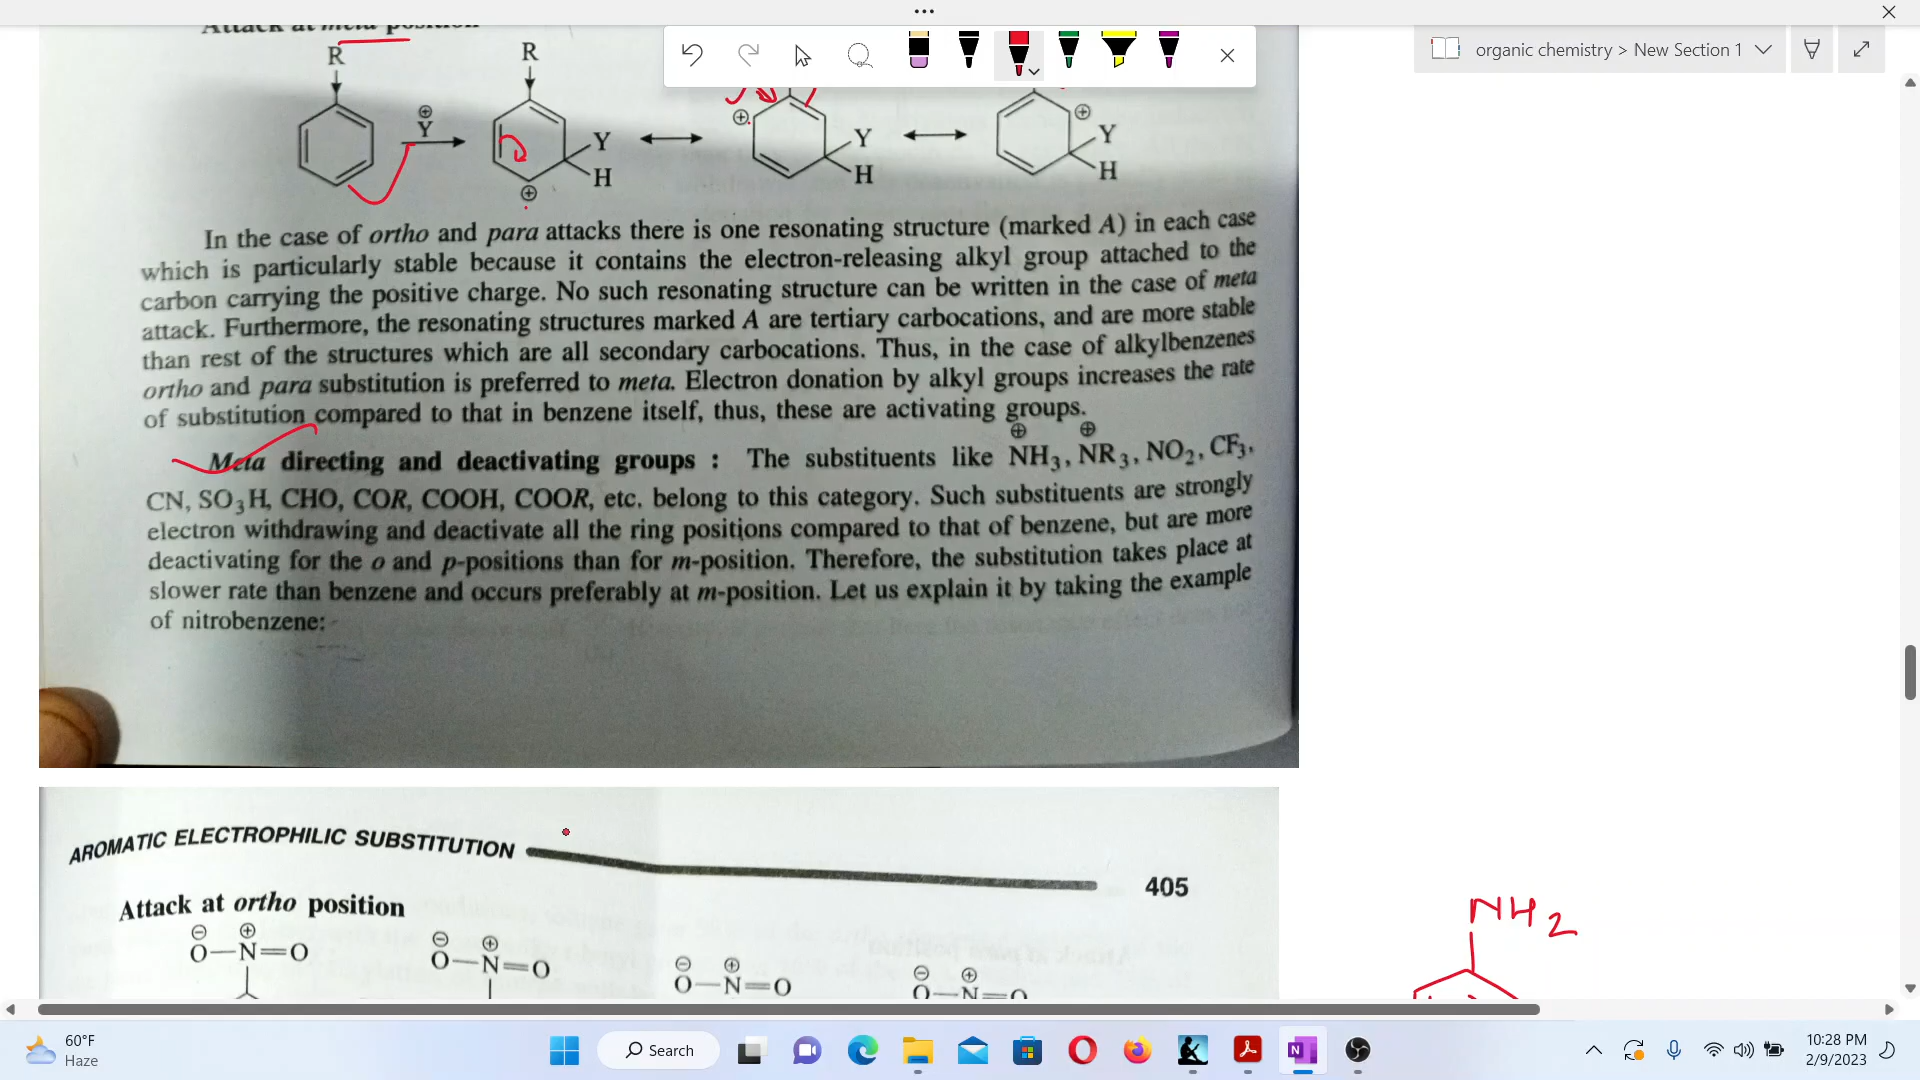 ...
organic chemistry > New Section 1
Attack at meta position
R
R
⊕
Y
⊕
Y
H
⊕
Y
H
⊕
Y
H
⊕
In the case of ortho and para attacks there is one resonating structure (marked A) in each case
which is particularly stable because it contains the electron-releasing alkyl group attached to the
carbon carrying the positive charge. No such resonating structure can be written in the case of meta
attack. Furthermore, the resonating structures marked A are tertiary carbocations, and are more stable
than rest of the structures which are all secondary carbocations. Thus, in the case of alkylbenzenes
ortho and para substitution is preferred to meta. Electron donation by alkyl groups increases the rate
of substitution compared to that in benzene itself, thus, these are activating groups.
⊕ ⊕
Meta directing and deactivating groups : The substituents like NH₃, NR₃, NO₂, CF₃,
CN, SO₃H, CHO, COR, COOH, COOR, etc. belong to this category. Such substituents are strongly
electron withdrawing and deactivate all the ring positions compared to that of benzene, but are more
deactivating for the o and p-positions than for m-position. Therefore, the substitution takes place at
slower rate than benzene and occurs preferably at m-position. Let us explain it by taking the example
of nitrobenzene:
AROMATIC ELECTROPHILIC SUBSTITUTION
405
Attack at ortho position
⊖ ⊕
O—N=O
⊖ ⊕
O—N=O
⊖ ⊕
O—N=O
⊖ ⊕
O—N=O
NH2
60°F
Haze
Search
10:28 PM
2/9/2023